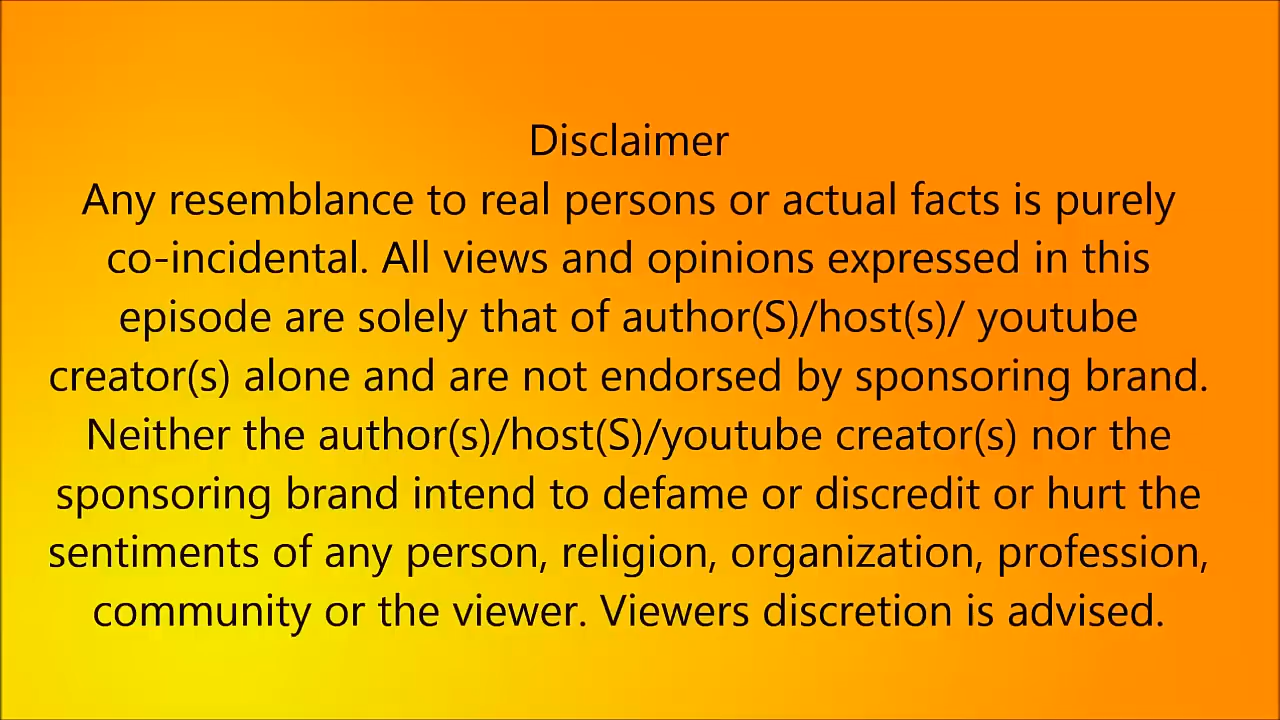 Disclaimer
Any resemblance to real persons or actual facts is purely
co-incidental. All views and opinions expressed in this
episode are solely that of author(S)/host(s)/ youtube
creator(s) alone and are not endorsed by sponsoring brand.
Neither the author(s)/host(S)/youtube creator(s) nor the
sponsoring brand intend to defame or discredit or hurt the
sentiments of any person, religion, organization, profession,
community or the viewer. Viewers discretion is advised.